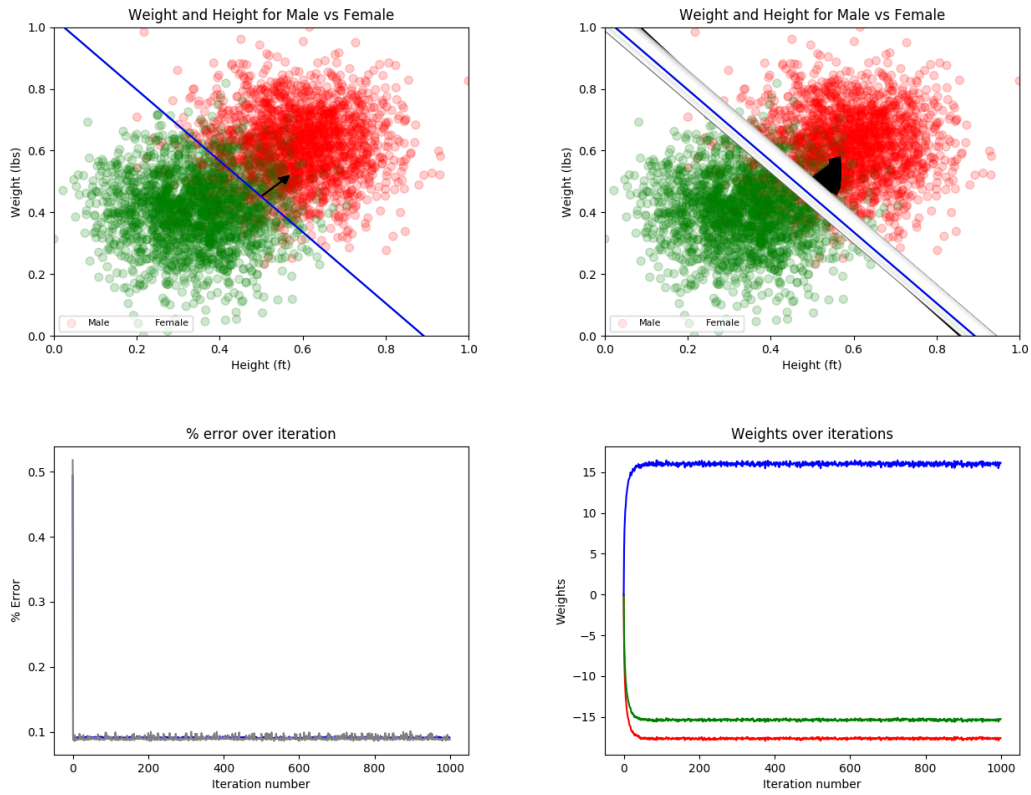 Weight and Height for Male vs Female
Weight (lbs)
1.0
0.8
0.6
0.4
0.2
0.0
Male Female
0.0 0.2 0.4 0.6 0.8 1.0
Height (ft)
Weight and Height for Male vs Female
Weight (lbs)
1.0
0.8
0.6
0.4
0.2
0.0
Male Female
0.0 0.2 0.4 0.6 0.8 1.0
Height (ft)
% error over iteration
% Error
0.5
0.4
0.3
0.2
0.1
0 200 400 600 800 1000
Iteration number
Weights over iterations
Weights
15
10
5
0
−5
−10
−15
0 200 400 600 800 1000
Iteration number